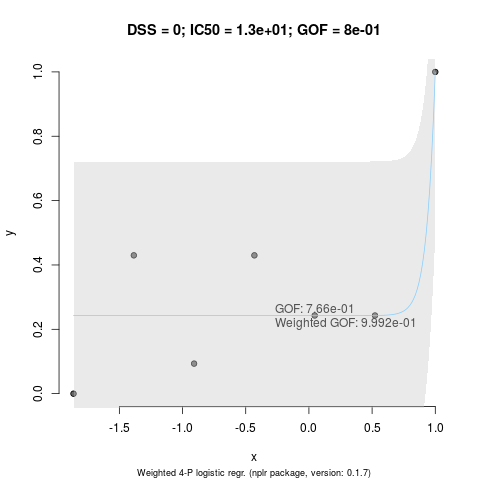 DSS = 0; IC50 = 1.3e+01; GOF = 8e-01
1.0
0.8
0.6
y
0.4
GOF: 7.66e-01
Weighted GOF: 9.992e-01
0.2
0.0
-1.5 -1.0 -0.5 0.0 0.5 1.0
x
Weighted 4-P logistic regr. (nplr package, version: 0.1.7)